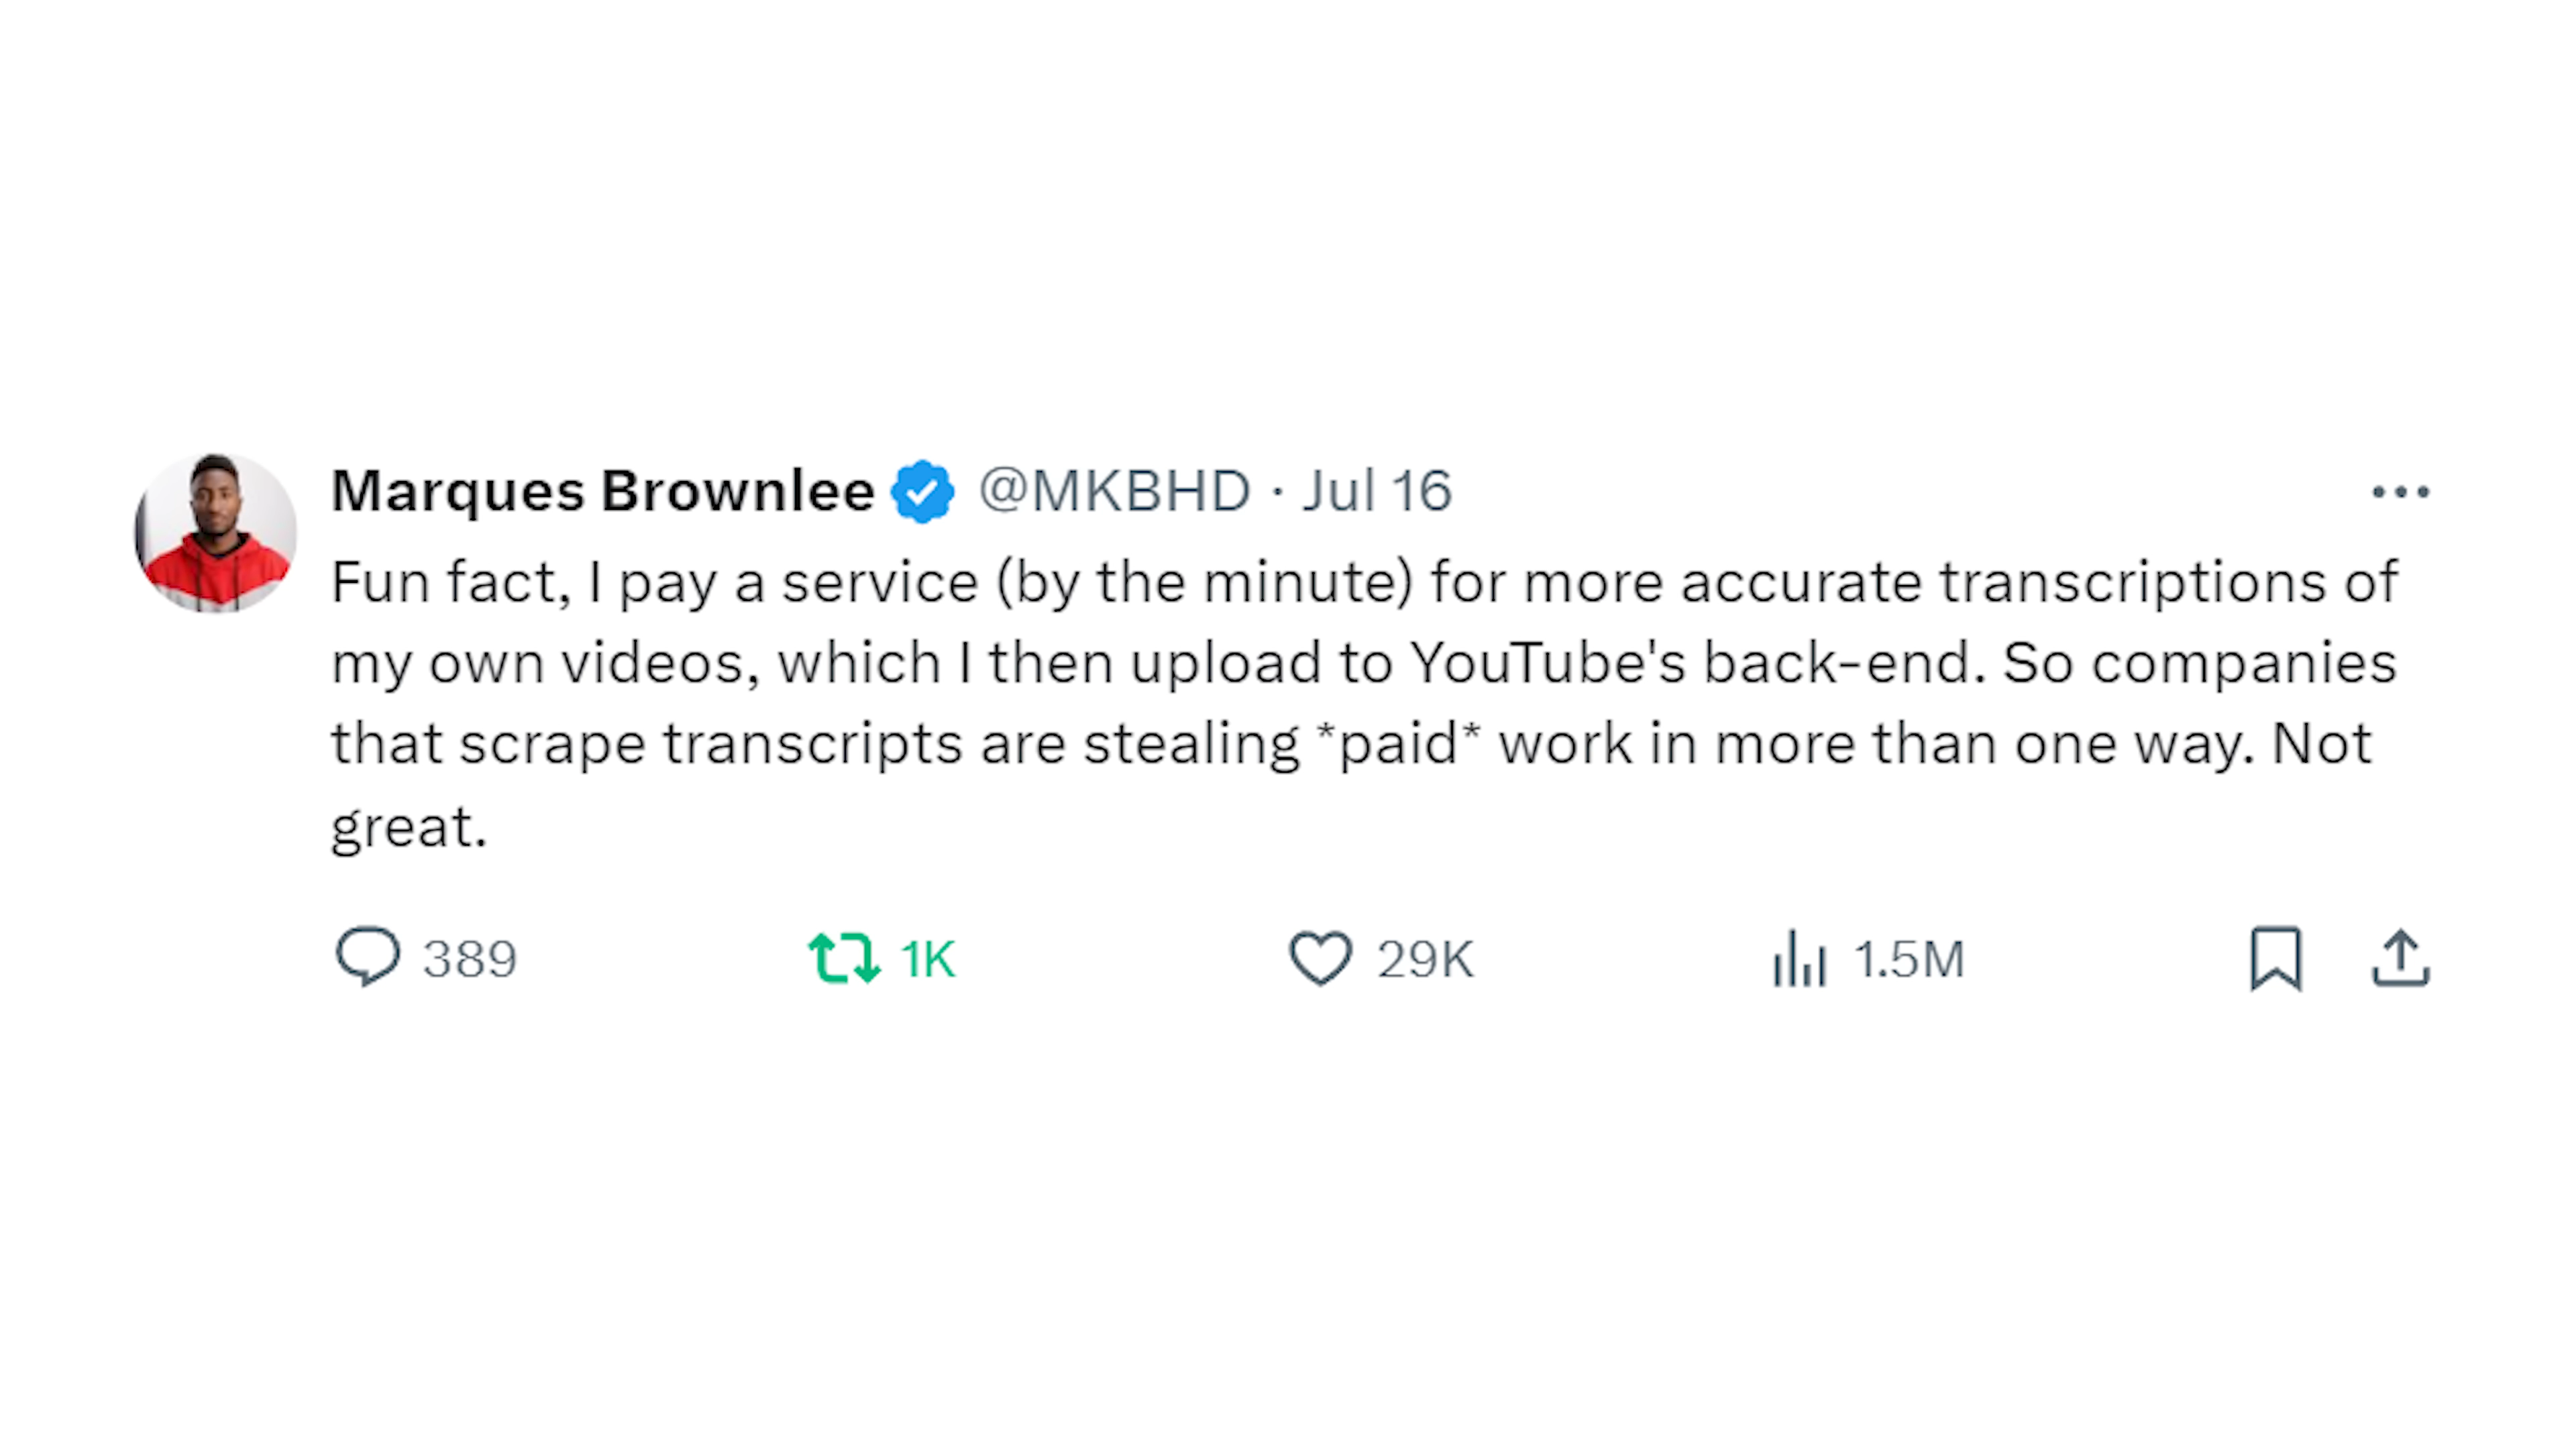 Marques Brownlee @MKBHD · Jul 16
Fun fact, I pay a service (by the minute) for more accurate transcriptions of
my own videos, which I then upload to YouTube's back-end. So companies
that scrape transcripts are stealing *paid* work in more than one way. Not
great.
389 1K 29K 1.5M